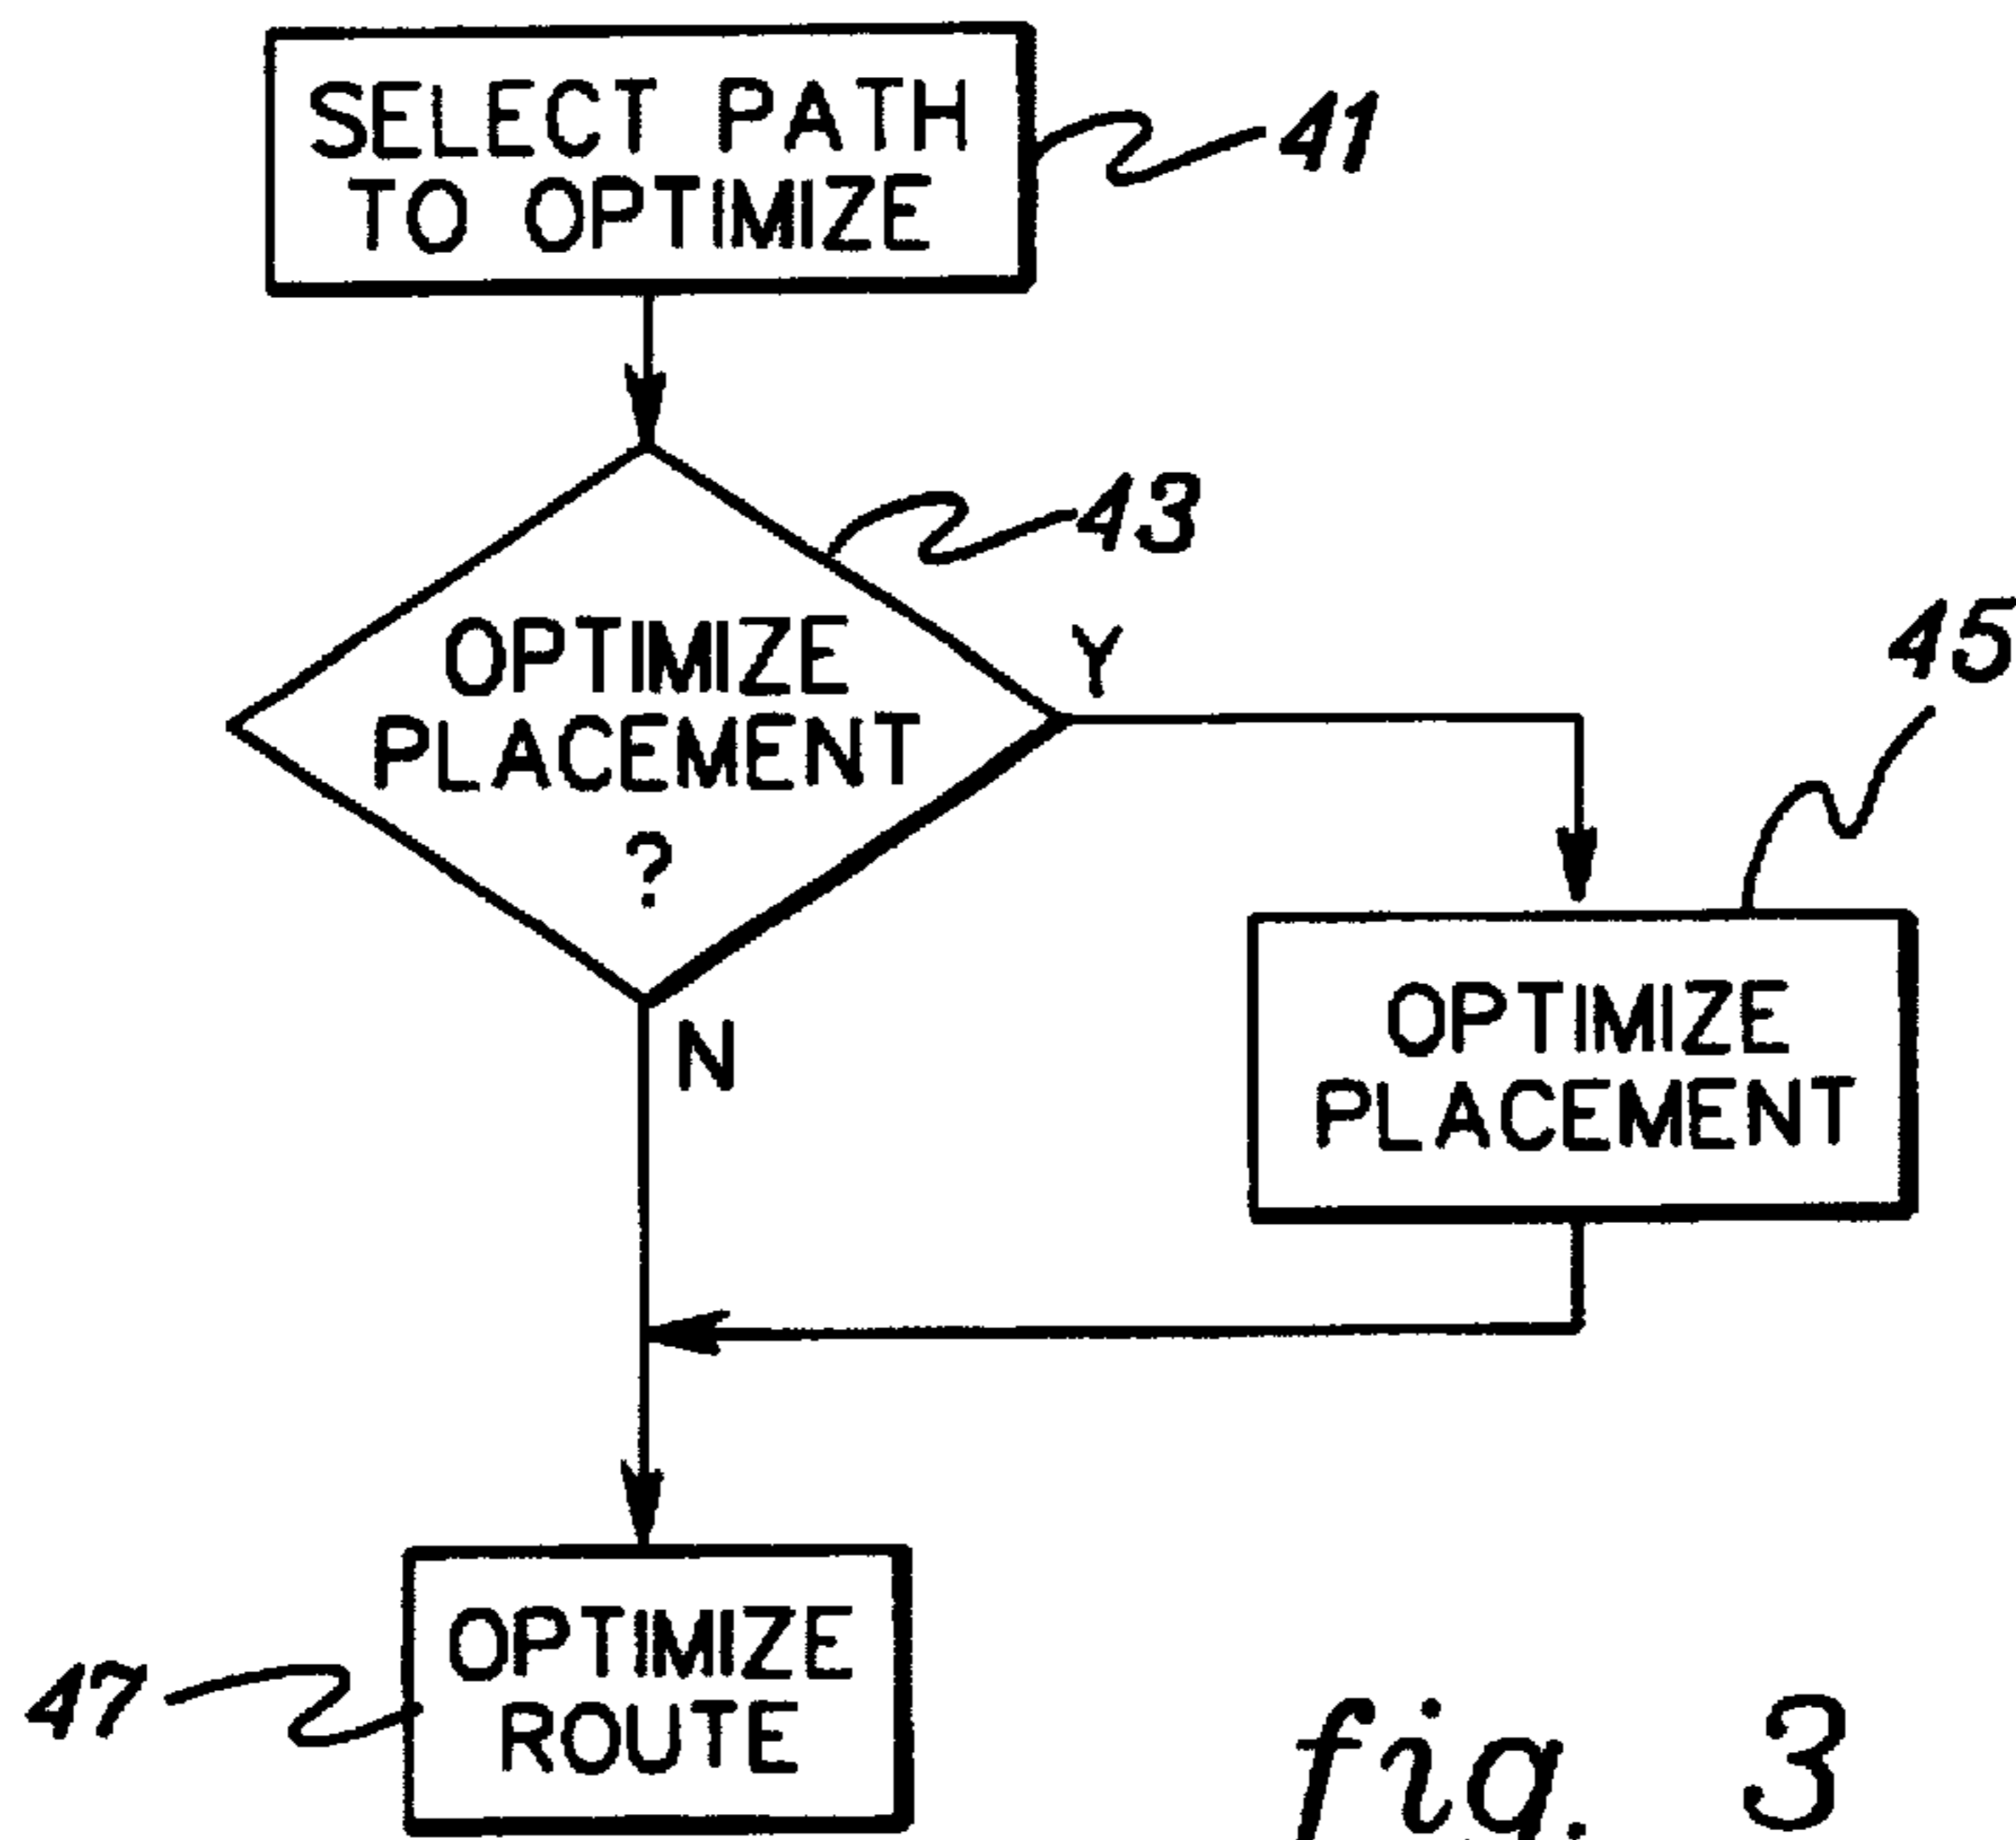 SELECT PATH
TO OPTIMIZE
41
43
OPTIMIZE
PLACEMENT
?
Y
45
N
OPTIMIZE
PLACEMENT
47
OPTIMIZE
ROUTE
fig. 3